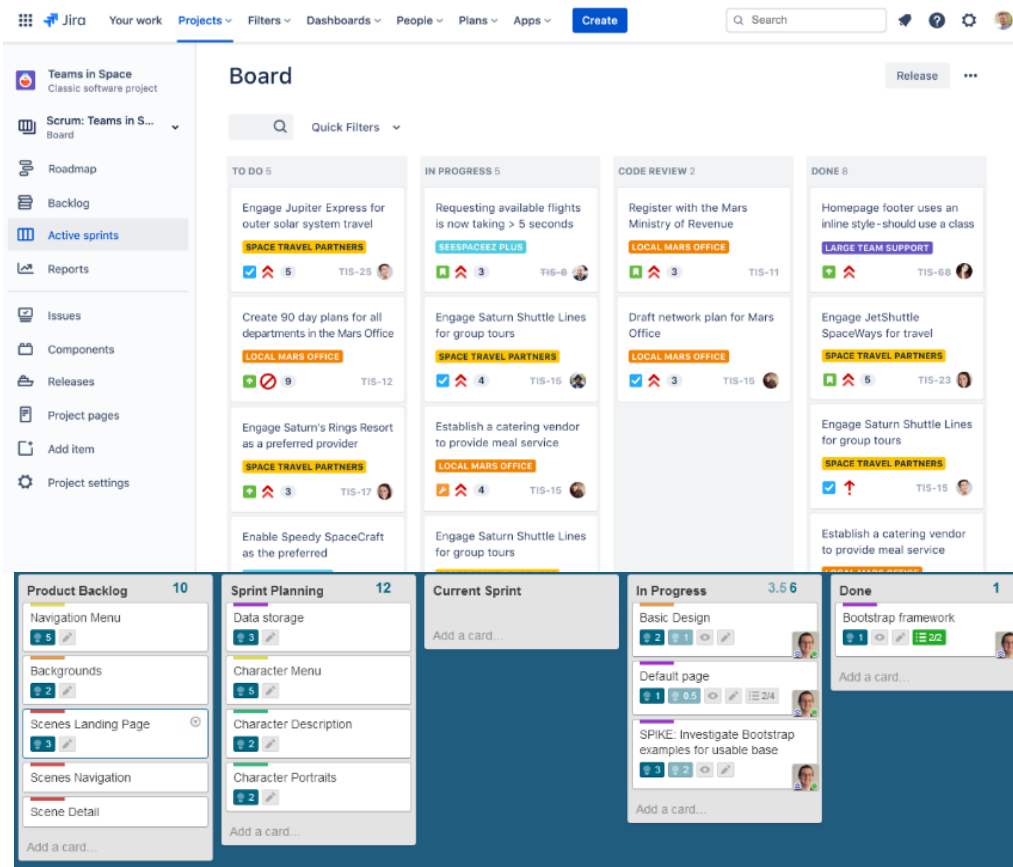 Jira Your work Projects Filters Dashboards People Plans Apps Create Search
Teams in Space
Classic software project
Scrum: Teams in S...
Board
Roadmap
Backlog
Active sprints
Reports
Issues
Components
Releases
Project pages
Add item
Project settings
Board
Release
Quick Filters
TO DO 5
Engage Jupiter Express for
outer solar system travel
SPACE TRAVEL PARTNERS
5 TIS-25
Create 90 day plans for all
departments in the Mars Office
LOCAL MARS OFFICE
9 TIS-12
Engage Saturn's Rings Resort
as a preferred provider
SPACE TRAVEL PARTNERS
3 TIS-17
Enable Speedy SpaceCraft
as the preferred
IN PROGRESS 5
Requesting available flights
is now taking > 5 seconds
SEESPACEEZ PLUS
3 TIS-8
Engage Saturn Shuttle Lines
for group tours
SPACE TRAVEL PARTNERS
4 TIS-15
Establish a catering vendor
to provide meal service
LOCAL MARS OFFICE
4 TIS-15
Engage Saturn Shuttle Lines
for group tours
CODE REVIEW 2
Register with the Mars
Ministry of Revenue
LOCAL MARS OFFICE
3 TIS-11
Draft network plan for Mars
Office
LOCAL MARS OFFICE
3 TIS-15
DONE 8
Homepage footer uses an
inline style-should use a class
LARGE TEAM SUPPORT
TIS-68
Engage JetShuttle
SpaceWays for travel
SPACE TRAVEL PARTNERS
5 TIS-23
Engage Saturn Shuttle Lines
for group tours
SPACE TRAVEL PARTNERS
TIS-15
Establish a catering vendor
to provide meal service
Product Backlog 10
Navigation Menu
5
Backgrounds
2
Scenes Landing Page
3
Scenes Navigation
Scene Detail
Add a card...
Sprint Planning 12
Data storage
3
Character Menu
5
Character Description
2
Character Portraits
2
Add a card...
Current Sprint
Add a card...
In Progress 3.5 6
Basic Design
2 1
Default page
1 0.5 2/4
SPIKE: Investigate Bootstrap
examples for usable base
3 2
Add a card...
Done 1
Bootstrap framework
1 2/2
Add a card...